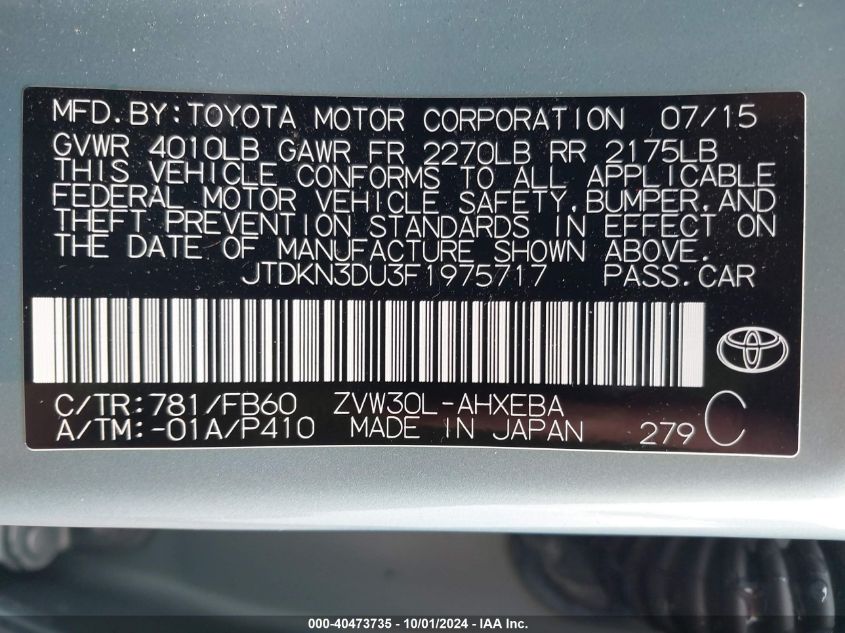 MFD.BY:TOYOTA MOTOR CORPORATION 07/15
GVWR 4010LB GAWR FR 2270LB RR 2175LB
THIS VEHICLE CONFORMS TO ALL APPLICABLE
FEDERAL MOTOR VEHICLE SAFETY,BUMPER,AND
THEFT PREVENTION STANDARDS IN EFFECT ON
THE DATE OF MANUFACTURE SHOWN ABOVE.
JTDKN3DU3F1975717 PASS.CAR
C/TR:781/FB60 ZVW30L-AHXEBA
A/TM:-01A/P410 MADE IN JAPAN 279 C
000-40473735 - 10/01/2024 - IAA Inc.